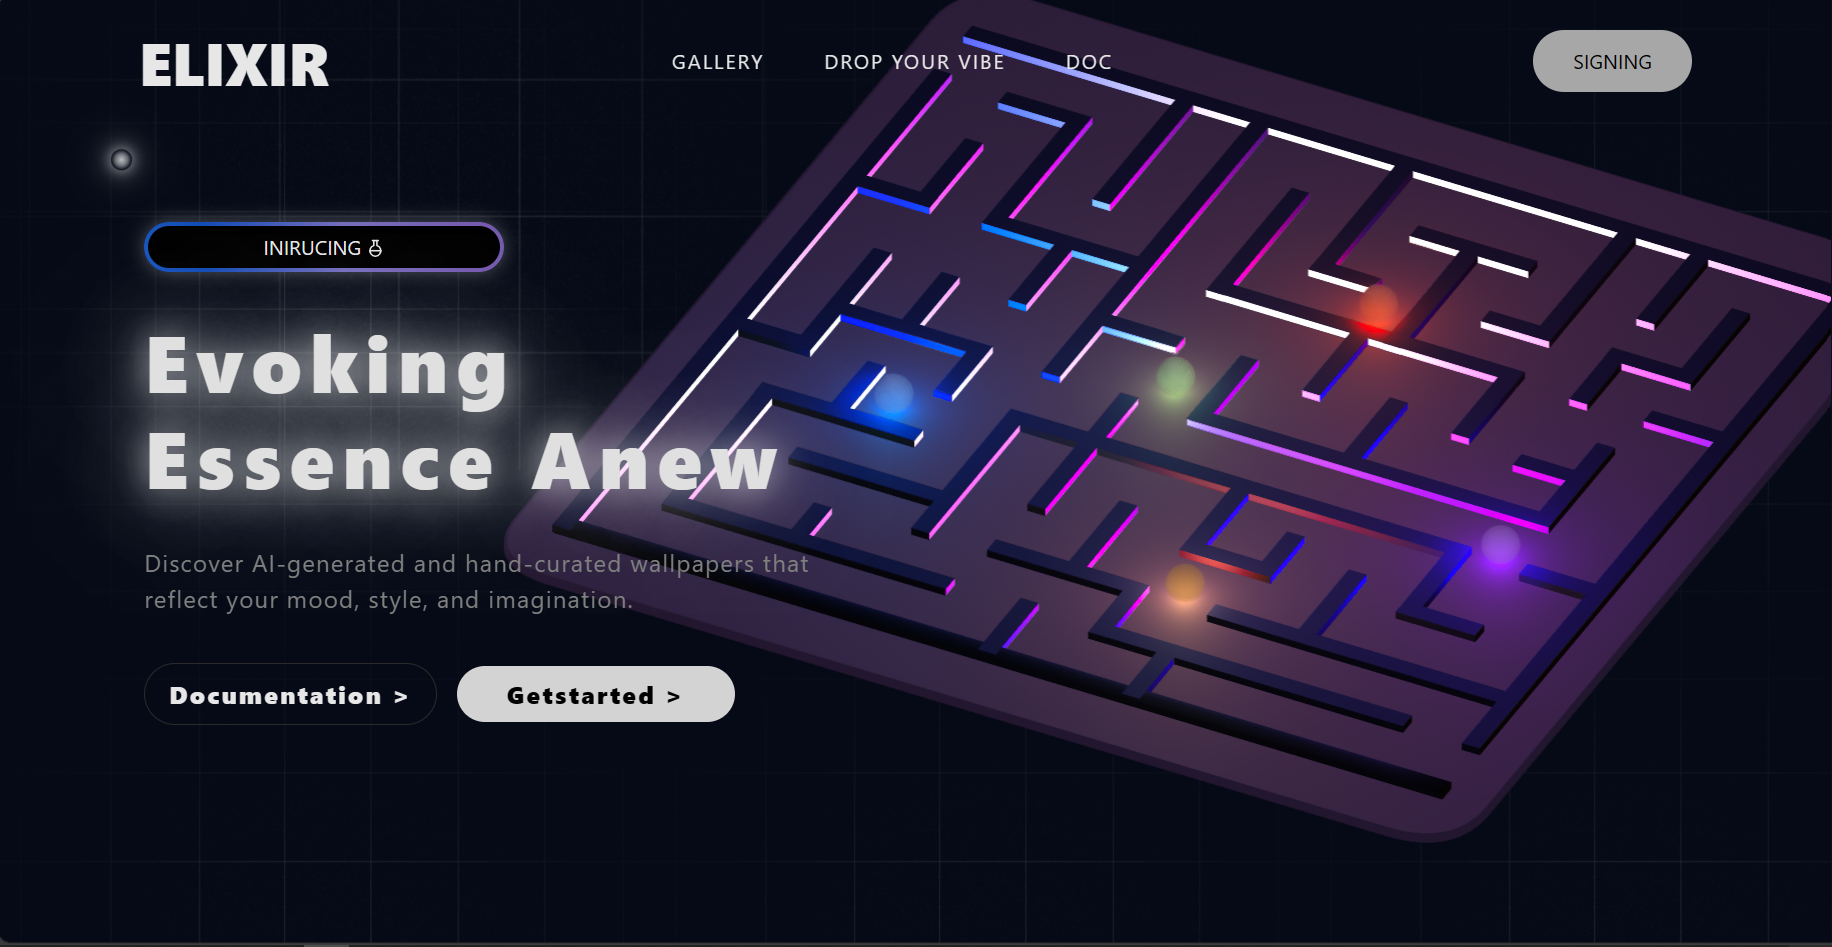 ELIXIR
GALLERY DROP YOUR VIBE DOC
SIGNING
INIRUCING
Evoking
Essence Anew
Discover AI-generated and hand-curated wallpapers that
reflect your mood, style, and imagination.
Documentation >
Getstarted >